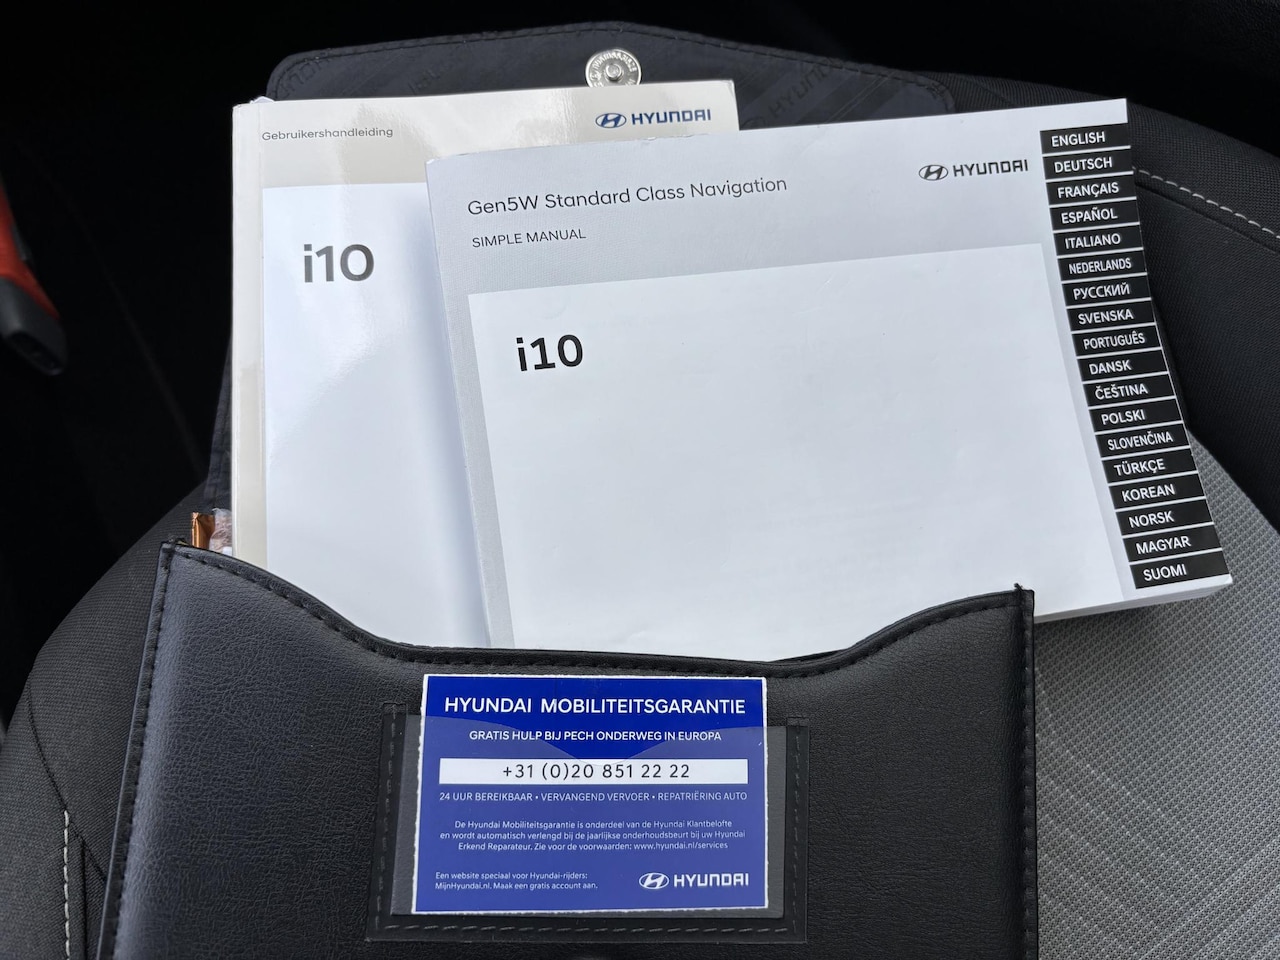 Gebruikershandleiding
HYUNDAI
i10
Gen5W Standard Class Navigation
SIMPLE MANUAL
HYUNDAI
i10
ENGLISH
DEUTSCH
FRANÇAIS
ESPAÑOL
ITALIANO
NEDERLANDS
РУССКИЙ
SVENSKA
PORTUGUÊS
DANSK
ČEŠTINA
POLSKI
SLOVENČINA
TÜRKÇE
KOREAN
NORSK
MAGYAR
SUOMI
HYUNDAI MOBILITEITSGARANTIE
GRATIS HULP BIJ PECH ONDERWEG IN EUROPA
+31 (0)20 851 22 22
24 UUR BEREIKBAAR • VERVANGEND VERVOER • REPATRIËRING AUTO
De Hyundai Mobiliteitsgarantie is onderdeel van de Hyundai Klantbelofte
en wordt automatisch verlengd bij de jaarlijkse onderhoudsbeurt bij uw Hyundai
Erkend Reparateur. Zie voor de voorwaarden: www.hyundai.nl/services
Een website speciaal voor Hyundai-rijders:
MijnHyundai.nl. Maak een gratis account aan.
HYUNDAI